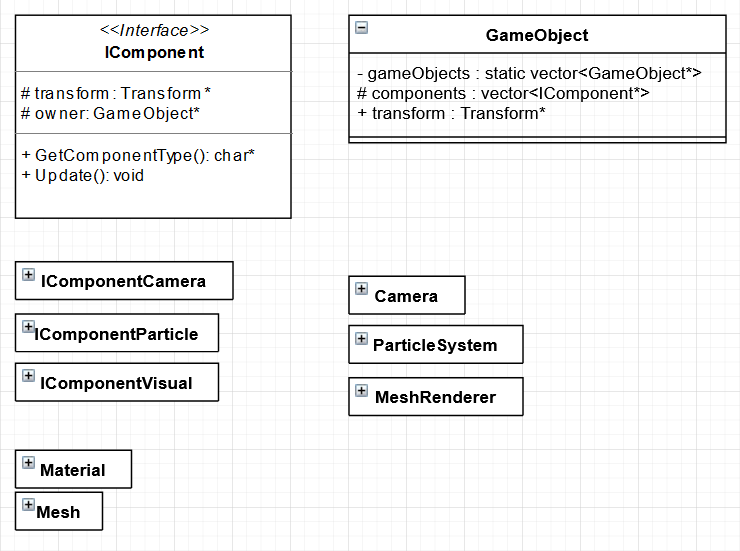 <<Interface>>
IComponent
# transform : Transform*
# owner: GameObject*
+ GetComponentType(): char*
+ Update(): void
GameObject
- gameObjects : static vector<GameObject*>
# components : vector<IComponent*>
+ transform : Transform*
IComponentCamera
IComponentParticle
IComponentVisual
Camera
ParticleSystem
MeshRenderer
Material
Mesh